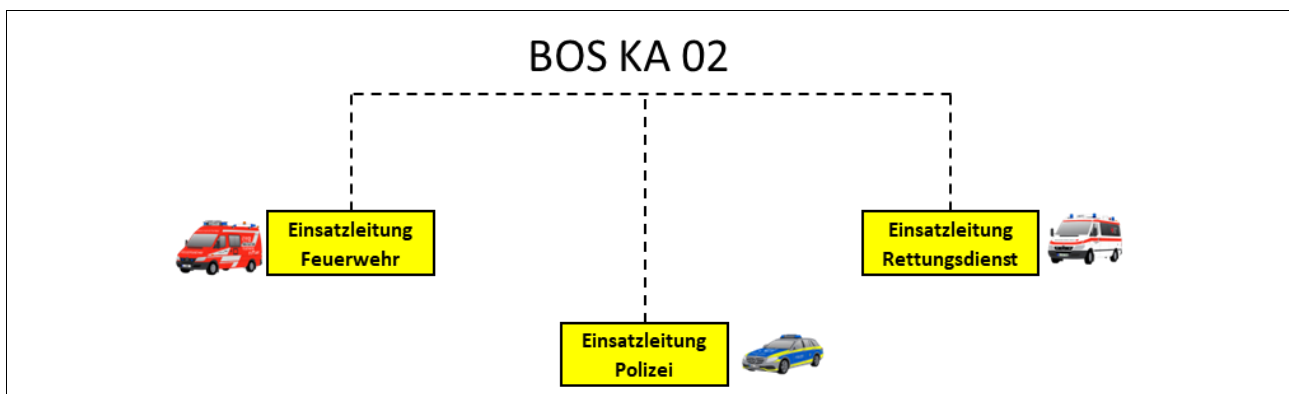 BOS KA 02
Einsatzleitung
Feuerwehr
Einsatzleitung
Rettungsdienst
Einsatzleitung
Polizei